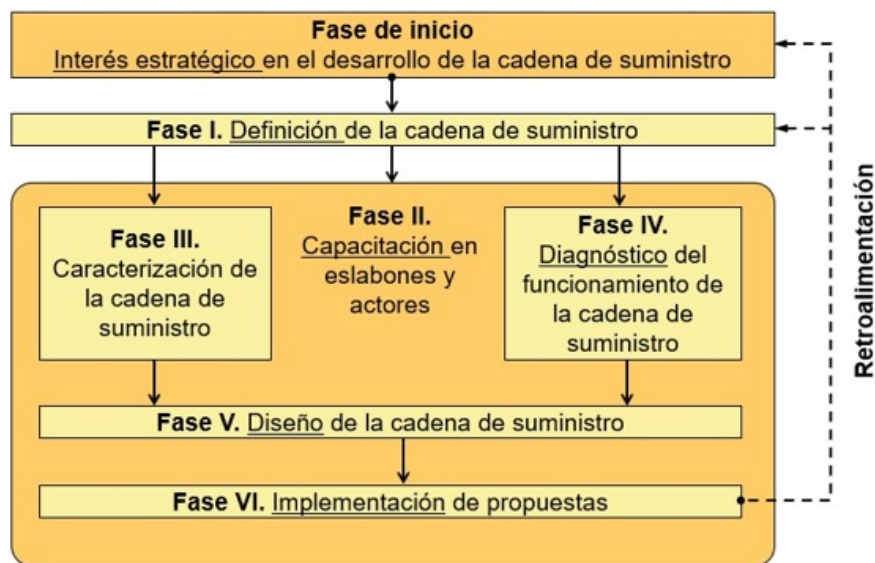 Fase de inicio
Interés estratégico en el desarrollo de la cadena de suministro
Fase I. Definición de la cadena de suministro
Fase III.
Caracterización de
la cadena de
suministro
Fase II.
Capacitación en
eslabones y
actores
Fase IV.
Diagnóstico del
funcionamiento de
la cadena de
suministro
Fase V. Diseño de la cadena de suministro
Fase VI. Implementación de propuestas
Retroalimentación